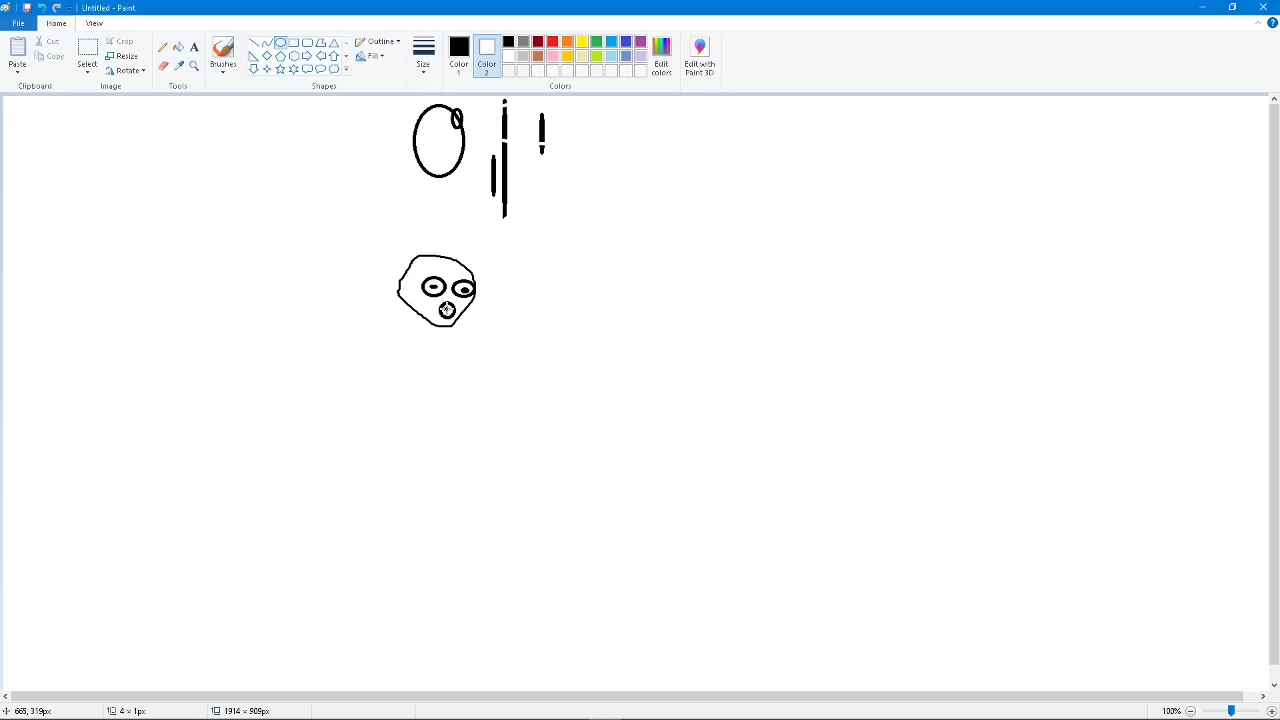 Untitled - Paint
File Home View
Paste
Cut
Copy
Clipboard
Select
Crop
Resize
Rotate
Image
A
Tools
Brushes
Shapes
Outline
Fill
Size
Color 1
Color 2
Edit colors
Colors
Edit with Paint 3D
665, 319px
4 × 1px
1914 × 909px
100%